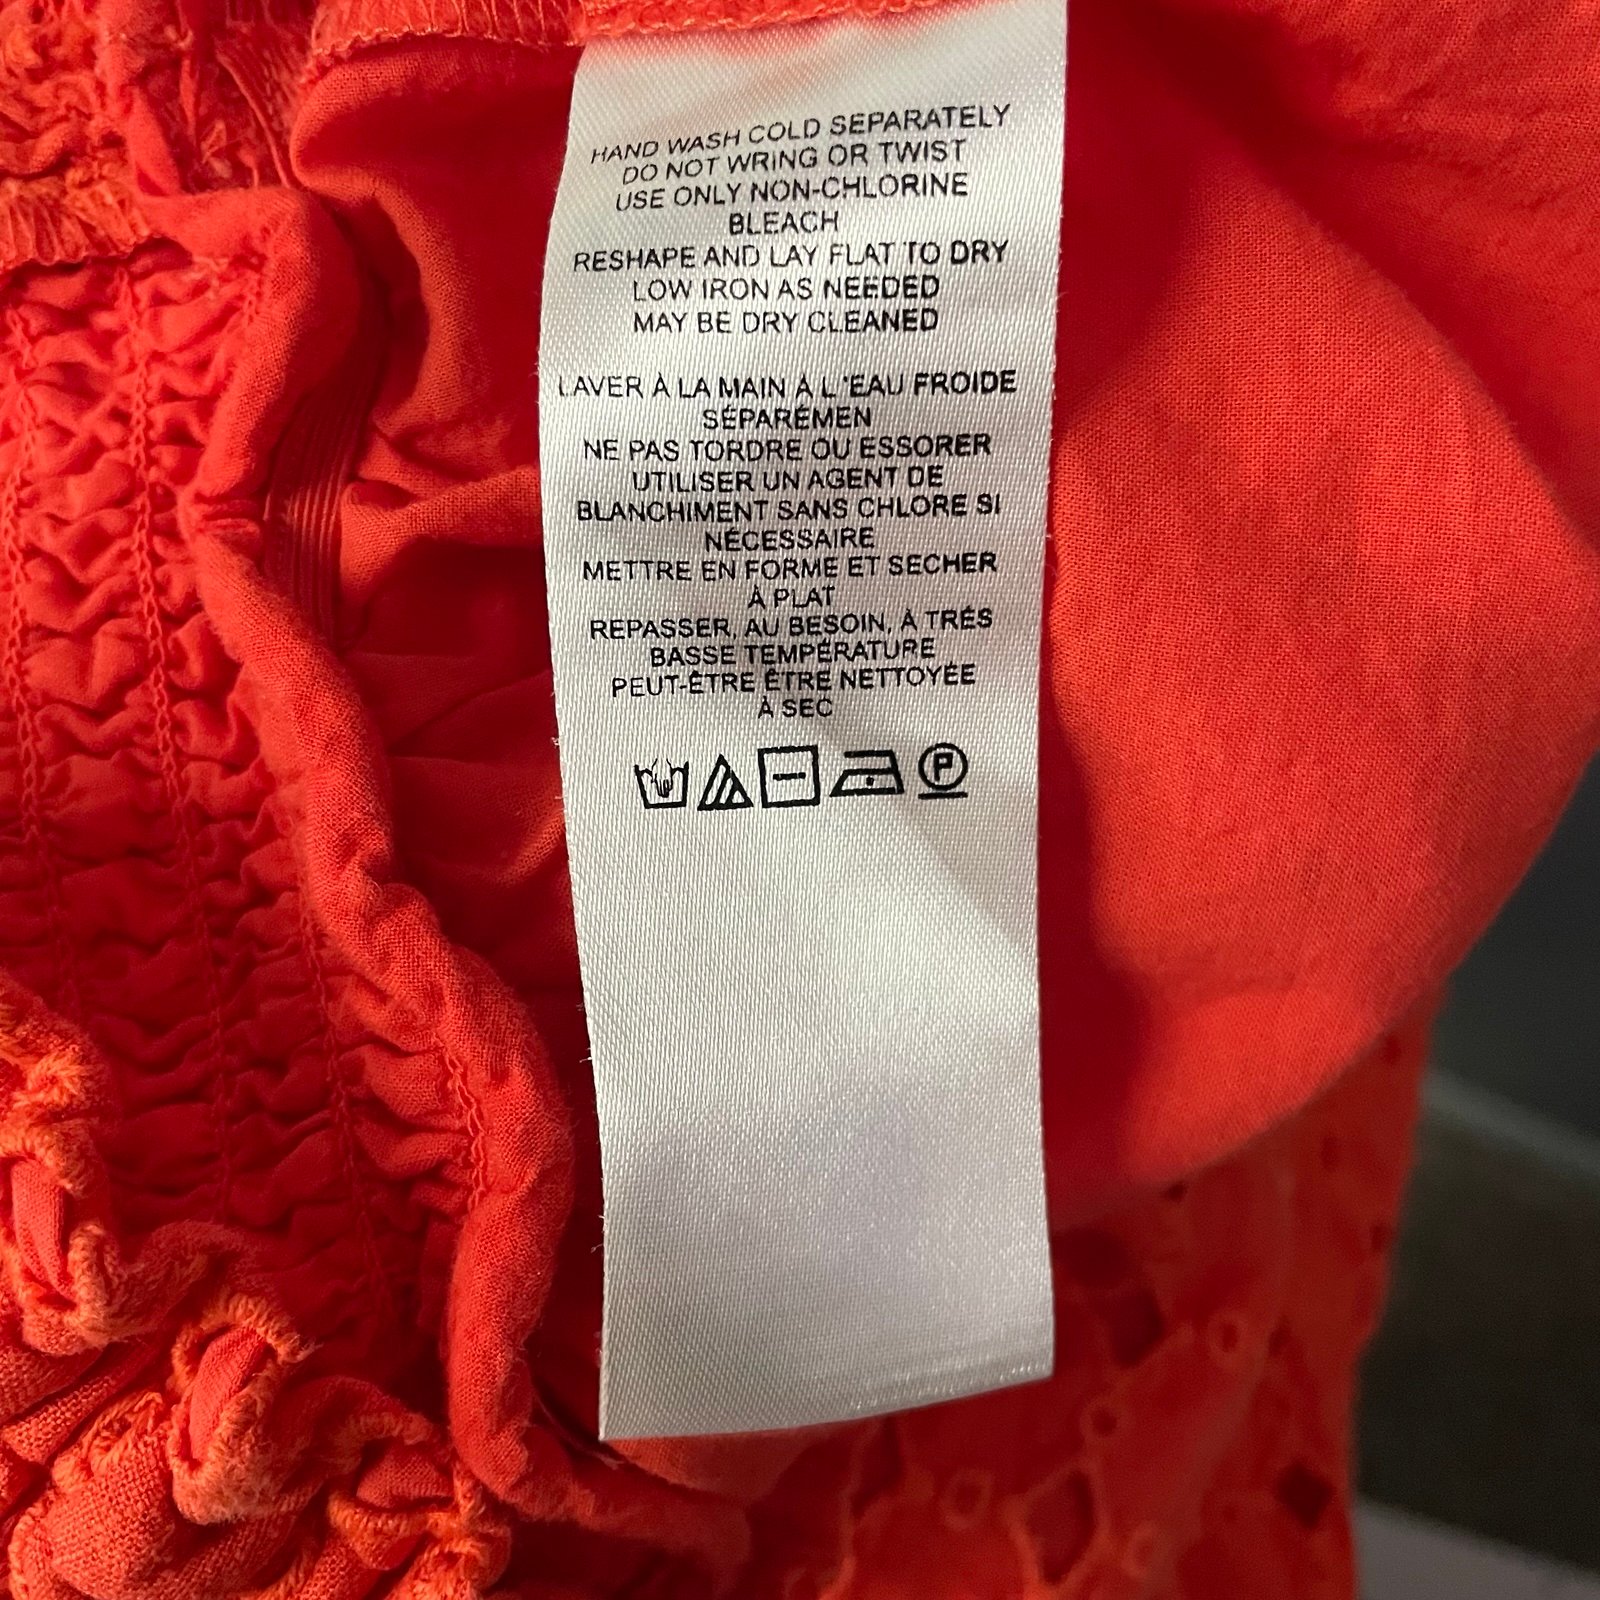 HAND WASH COLD SEPARATELY
DO NOT WRING OR TWIST
USE ONLY NON-CHLORINE
BLEACH
RESHAPE AND LAY FLAT TO DRY
LOW IRON AS NEEDED
MAY BE DRY CLEANED
LAVER À LA MAIN À L 'EAU FROIDE
SÉPARÉMEN
NE PAS TORDRE OU ESSORER
UTILISER UN AGENT DE
BLANCHIMENT SANS CHLORE SI
NÉCESSAIRE
METTRE EN FORME ET SECHER
À PLAT
REPASSER, AU BESOIN, À TRÉS
BASSE TEMPÉRATURE
PEUT-ÊTRE ÊTRE NETTOYÉE
À SEC
P